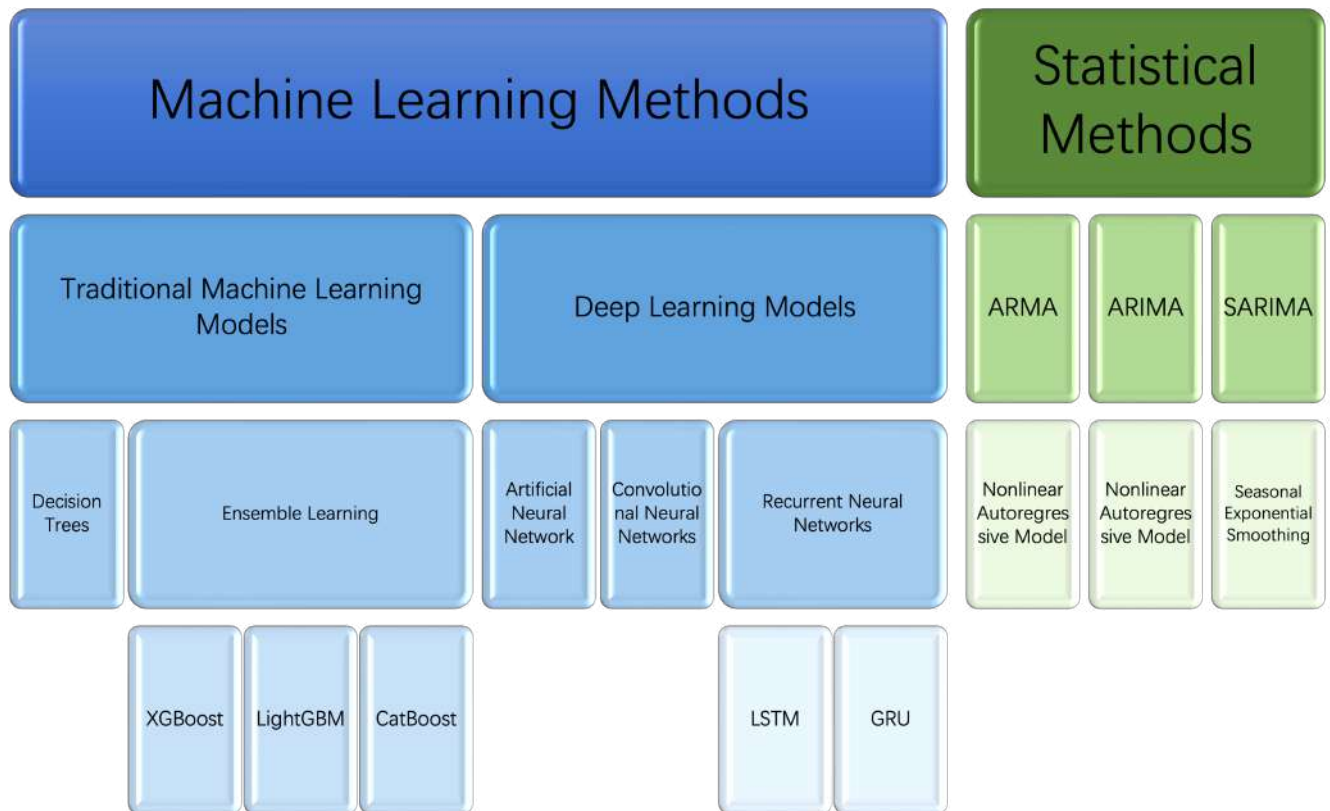 Machine Learning Methods
Statistical
Methods
Traditional Machine Learning
Models
Deep Learning Models
ARMA
ARIMA
SARIMA
Decision
Trees
Ensemble Learning
Artificial
Neural
Network
Convolutio
nal Neural
Networks
Recurrent Neural
Networks
Nonlinear
Autoregres
sive Model
Nonlinear
Autoregres
sive Model
Seasonal
Exponential
Smoothing
XGBoost
LightGBM
CatBoost
LSTM
GRU